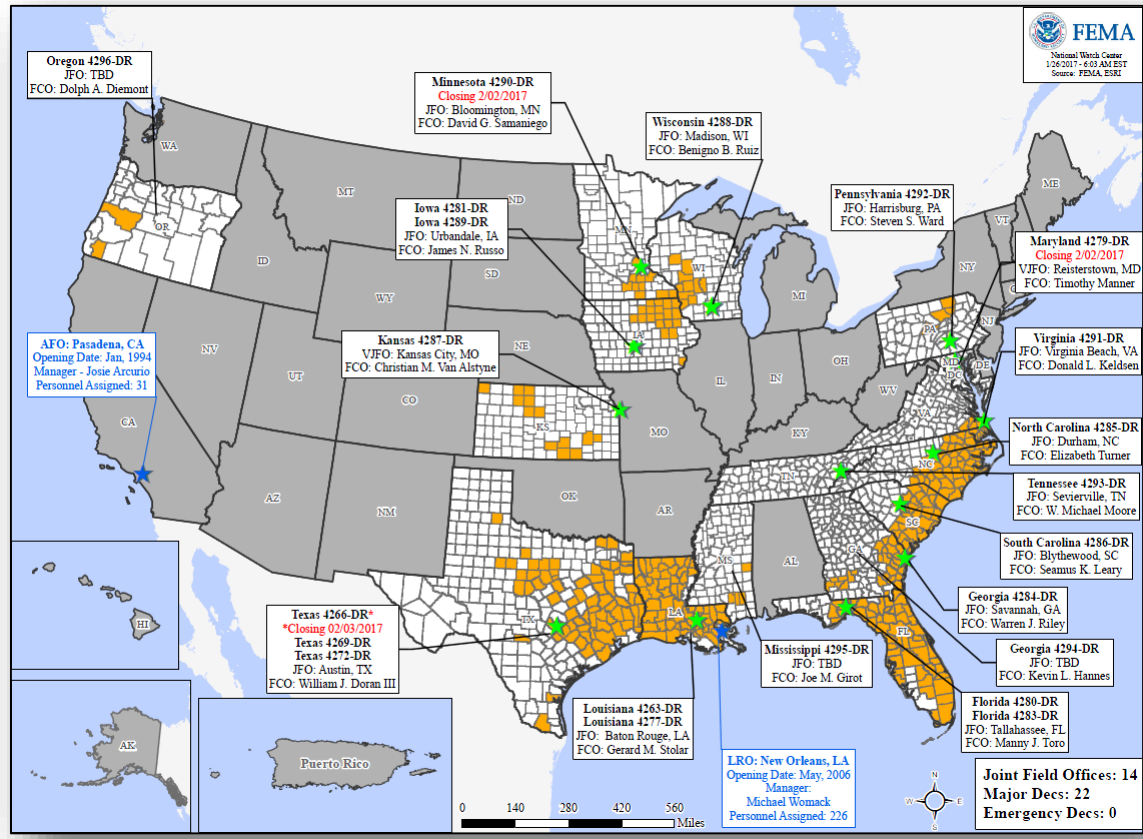 FEMA
National Watch Center
1/26/2017 - 6:03 AM EST
Source: FEMA, ESRI
Oregon 4296-DR
JFO: TBD
FCO: Dolph A. Diemont
Minnesota 4290-DR
Closing 2/02/2017
JFO: Bloomington, MN
FCO: David G. Samaniego
Wisconsin 4288-DR
JFO: Madison, WI
FCO: Benigno B. Ruiz
Pennsylvania 4292-DR
JFO: Harrisburg, PA
FCO: Steven S. Ward
Iowa 4281-DR
Iowa 4289-DR
JFO: Urbandale, IA
FCO: James N. Russo
Maryland 4279-DR
Closing 2/02/2017
VJFO: Reisterstown, MD
FCO: Timothy Manner
Kansas 4287-DR
VJFO: Kansas City, MO
FCO: Christian M. Van Alstyne
AFO: Pasadena, CA
Opening Date: Jan, 1994
Manager - Josie Arcurio
Personnel Assigned: 31
Virginia 4291-DR
JFO: Virginia Beach, VA
FCO: Donald L. Keldsen
North Carolina 4285-DR
JFO: Durham, NC
FCO: Elizabeth Turner
Tennessee 4293-DR
JFO: Sevierville, TN
FCO: W. Michael Moore
South Carolina 4286-DR
JFO: Blythewood, SC
FCO: Seamus K. Leary
Georgia 4284-DR
JFO: Savannah, GA
FCO: Warren J. Riley
Georgia 4294-DR
JFO: TBD
FCO: Kevin L. Hannes
Texas 4266-DR*
*Closing 02/03/2017
Texas 4269-DR
Texas 4272-DR
JFO: Austin, TX
FCO: William J. Doran III
Mississippi 4295-DR
JFO: TBD
FCO: Joe M. Girot
Louisiana 4263-DR
Louisiana 4277-DR
JFO: Baton Rouge, LA
FCO: Gerard M. Stolar
Florida 4280-DR
Florida 4283-DR
JFO: Tallahassee, FL
FCO: Manny J. Toro
LRO: New Orleans, LA
Opening Date: May, 2006
Manager:
Michael Womack
Personnel Assigned: 226
WA
MT
ND
MN
ME
VT
OR
ID
SD
WI
NY
WY
MI
PA
NJ
NV
NE
IA
OH
MD
DE
DC
UT
CO
IL
IN
WV
VA
CA
KS
MO
KY
NC
AZ
NM
OK
AR
TN
SC
TX
LA
MS
AL
GA
FL
HI
AK
Puerto Rico
N
W
E
S
0
140
280
420
560
Miles
Joint Field Offices: 14
Major Decs: 22
Emergency Decs: 0